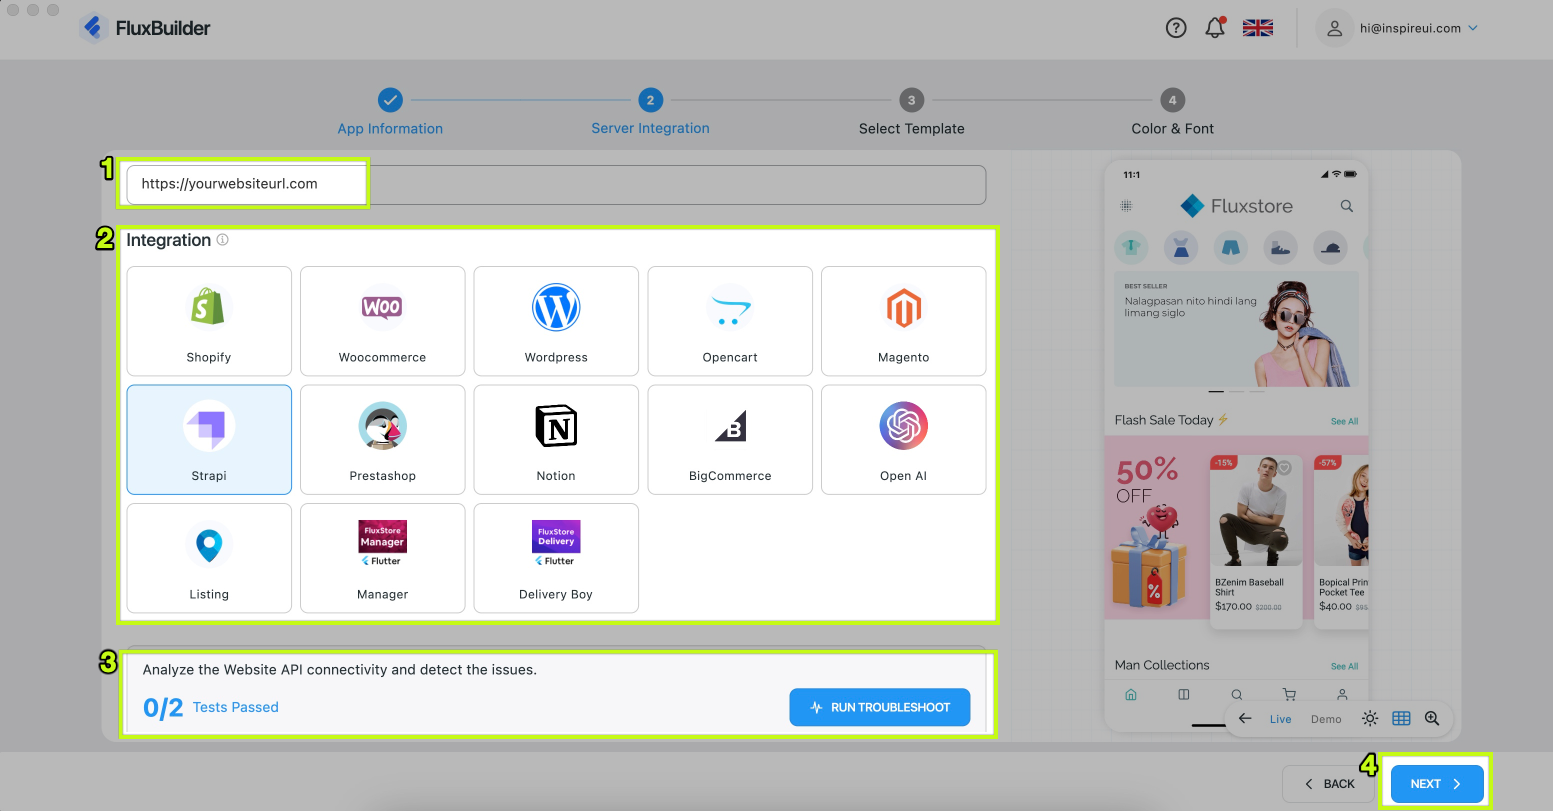 FluxBuilder
?
hi@inspireui.com
2
3
4
App Information
Server Integration
Select Template
Color & Font
1
https://yourwebsiteurl.com
2
Integration
Shopify
WOO
Woocommerce
Wordpress
Opencart
Magento
Strapi
Prestashop
Notion
BigCommerce
Open AI
Listing
FluxStore
Manager
Flutter
Manager
FluxStore
Delivery
Flutter
Delivery Boy
3
Analyze the Website API connectivity and detect the issues.
0/2 Tests Passed
RUN TROUBLESHOOT
11:1
Fluxstore
BEST SELLER
Nalagpasan nito hindi lang
limang siglo
Flash Sale Today⚡
See All
50%
OFF
%
-15%
BZenim Baseball
Shirt
$170.00 $200.00
-57%
Bopical Prin
Pocket Tee
$40.00
Man Collections
See All
Live
Demo
BACK
4
NEXT